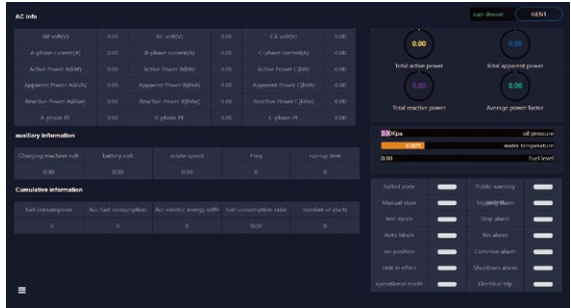 AC info
cuer device: GEN1
AB volt(V) 0.00 BC volt(V) 0.00 CA volt(V) 0.00
A-phase current(A) 0.00 B-phase current(A) 0.00 C-phase current(A) 0.00
Active Power A(kW) 0.00 Active Power B(kW) 0.00 Active Power C(kW) 0.00
Apparent Power A(kVA) 0.00 Apparent Power B(kVA) 0.00 Apparent Power C(kVA) 0.00
Reactive Power A(kVar) 0.00 Reactive Power B(kVar) 0.00 Reactive Power C(kVar) 0.00
A-phase PF 0.00 B-phase PF 0.00 C-phase PF 0.00
auxiliary information
Charging machine volt battery volt rotate speed Freq run-up time
0.00 0.00 0.00 0 0
Cumulative information
fuel consumption Acc fuel consumption Acc electric energy kWh fuel consumption ratio number of starts
0 0 0 0.00 0
0.00 0.00
Total active power Total apparent power
0.00 0.00
Total reactive power Average power factor
0.00Kpa oil pressure
0.00℃ water temperature
0.00 Fuel level
halted state Public warning
Manual state
test mode Stop alarm
Auto Mode No alarm
on-position Common alarm
Unit in effect Shutdown alarm
operational mode Electrical trip